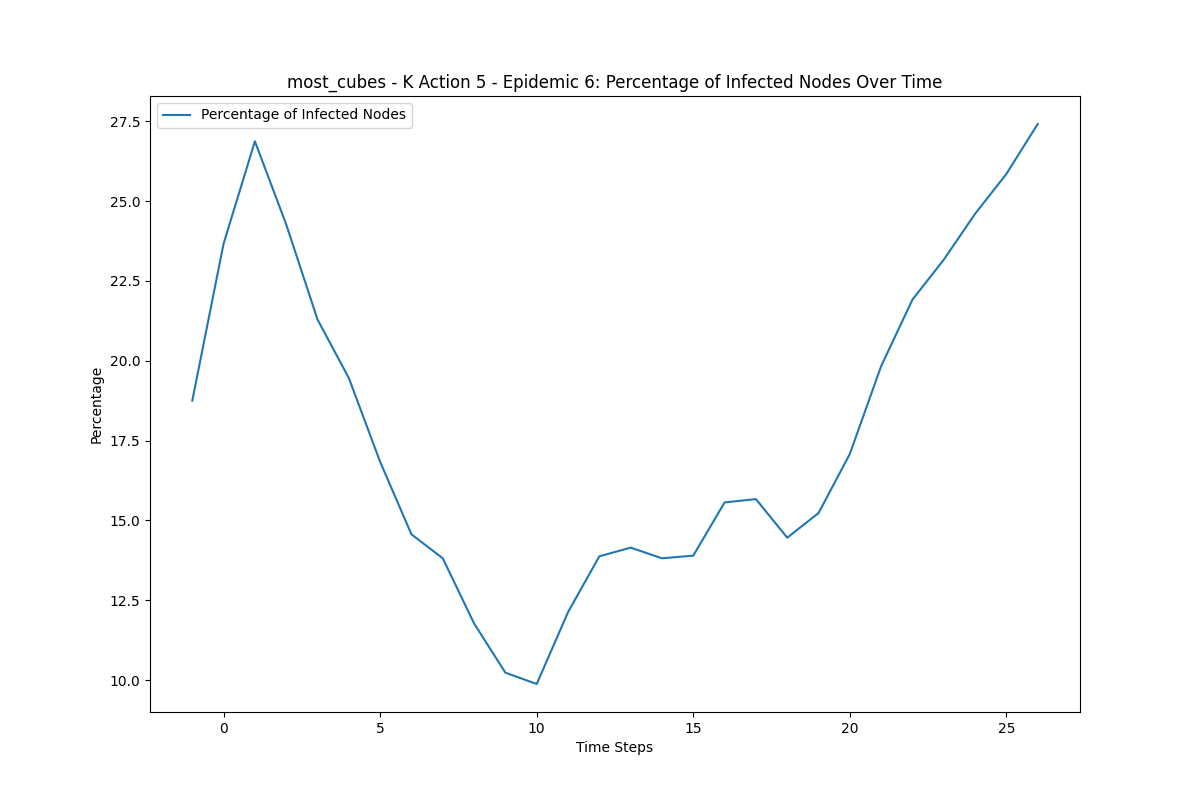 most_cubes - K Action 5 - Epidemic 6: Percentage of Infected Nodes Over Time
Percentage of Infected Nodes
27.5
25.0
22.5
20.0
17.5
15.0
12.5
10.0
Percentage
0 5 10 15 20 25
Time Steps